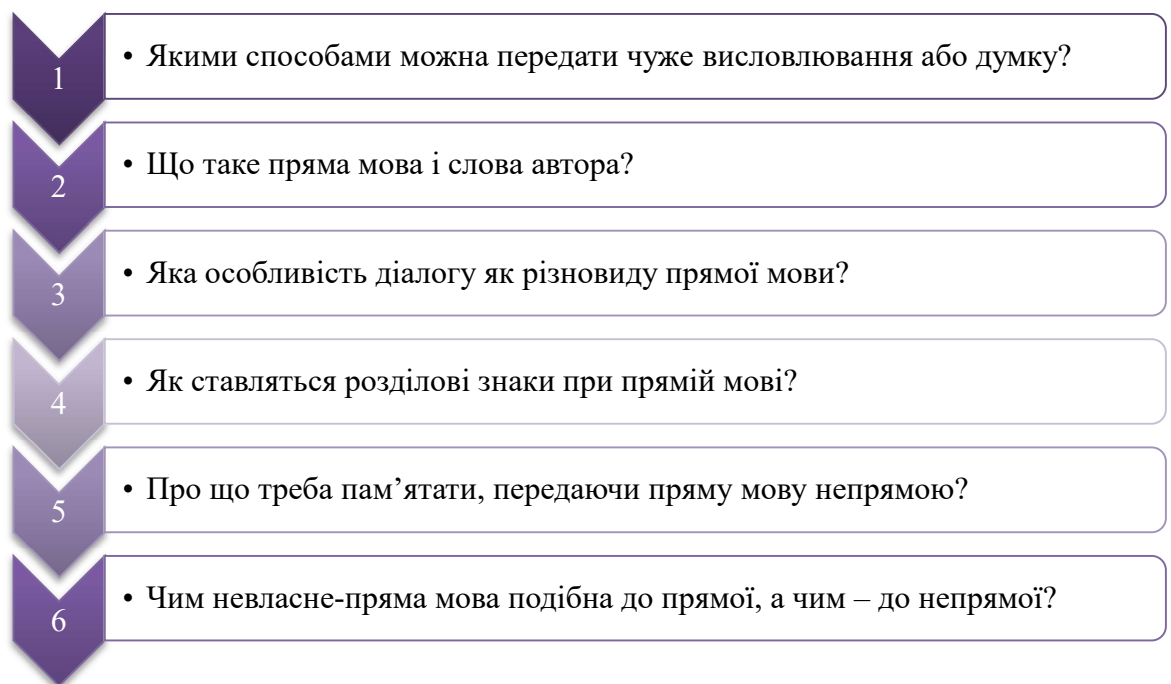 1
• Якими способами можна передати чуже висловлювання або думку?
2
• Що таке пряма мова і слова автора?
3
• Яка особливість діалогу як різновиду прямої мови?
4
• Як ставляться розділові знаки при прямій мові?
5
• Про що треба пам’ятати, передаючи пряму мову непрямою?
6
• Чим невласне-пряма мова подібна до прямої, а чим – до непрямої?